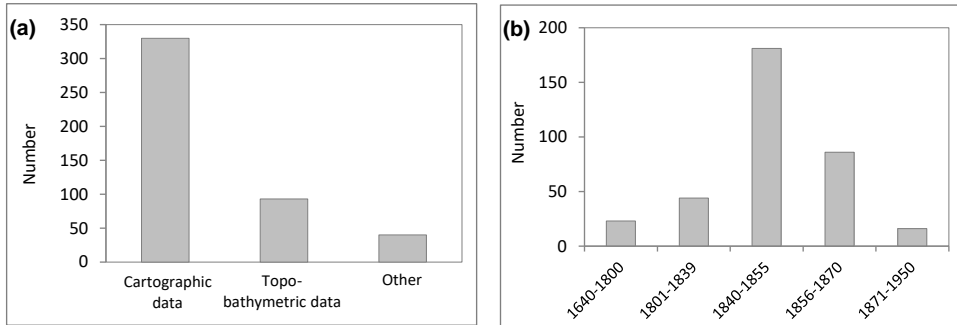 (a)
350
300
250
200
150
100
50
0
Number
Cartographic
data
Topo-
bathymetric data
Other
(b)
200
150
100
50
0
Number
1640-1800
1801-1839
1840-1855
1856-1870
1871-1950